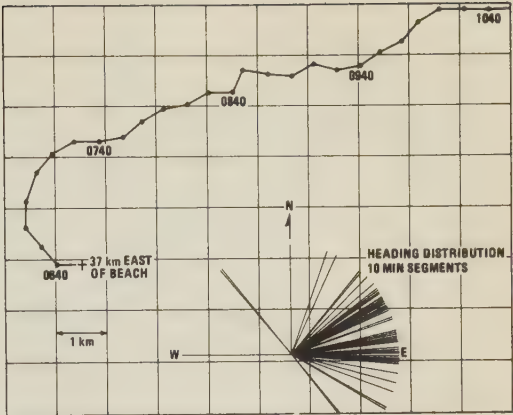 1040
0940
0840
0740
N
HEADING DISTRIBUTION
10 MIN SEGMENTS
37 km EAST
OF BEACH
0640
1 km
W
E